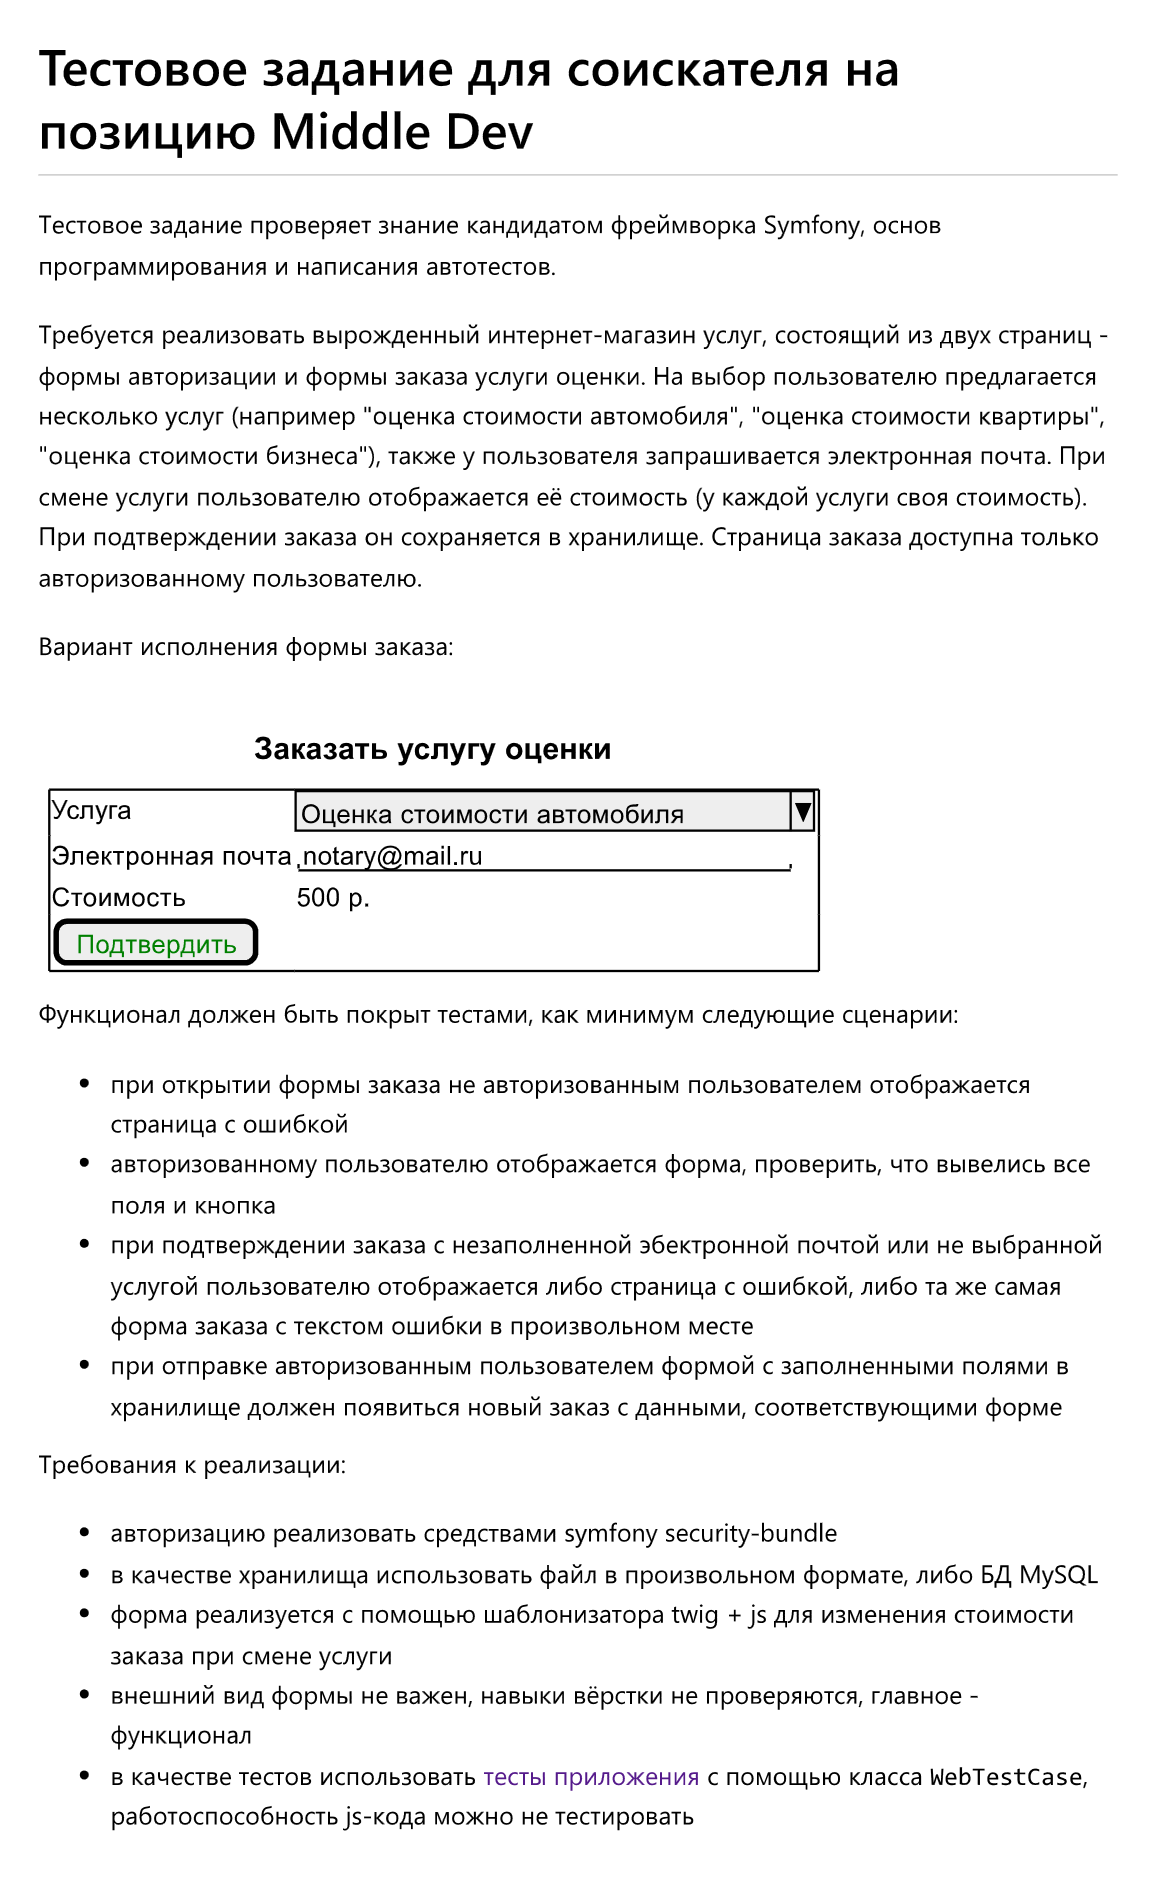 Тестовое задание для соискателя на
позицию Middle Dev
Тестовое задание проверяет знание кандидатом фреймворка Symfony, основ
программирования и написания автотестов.
Требуется реализовать вырожденный интернет-магазин услуг, состоящий из двух страниц -
формы авторизации и формы заказа услуги оценки. На выбор пользователю предлагается
несколько услуг (например "оценка стоимости автомобиля", "оценка стоимости квартиры",
"оценка стоимости бизнеса"), также у пользователя запрашивается электронная почта. При
смене услуги пользователю отображается её стоимость (у каждой услуги своя стоимость).
При подтверждении заказа он сохраняется в хранилище. Страница заказа доступна только
авторизованному пользователю.
Вариант исполнения формы заказа:
Заказать услугу оценки
Услуга Оценка стоимости автомобиля
Электронная почта notary@mail.ru
Стоимость 500 р.
Подтвердить
Функционал должен быть покрыт тестами, как минимум следующие сценарии:
• при открытии формы заказа не авторизованным пользователем отображается
страница с ошибкой
• авторизованному пользователю отображается форма, проверить, что вывелись все
поля и кнопка
• при подтверждении заказа с незаполненной эбектронной почтой или не выбранной
услугой пользователю отображается либо страница с ошибкой, либо та же самая
форма заказа с текстом ошибки в произвольном месте
• при отправке авторизованным пользователем формой с заполненными полями в
хранилище должен появиться новый заказ с данными, соответствующими форме
Требования к реализации:
• авторизацию реализовать средствами symfony security-bundle
• в качестве хранилища использовать файл в произвольном формате, либо БД MySQL
• форма реализуется с помощью шаблонизатора twig + js для изменения стоимости
заказа при смене услуги
• внешний вид формы не важен, навыки вёрстки не проверяются, главное -
функционал
• в качестве тестов использовать тесты приложения с помощью класса WebTestCase,
работоспособность js-кода можно не тестировать